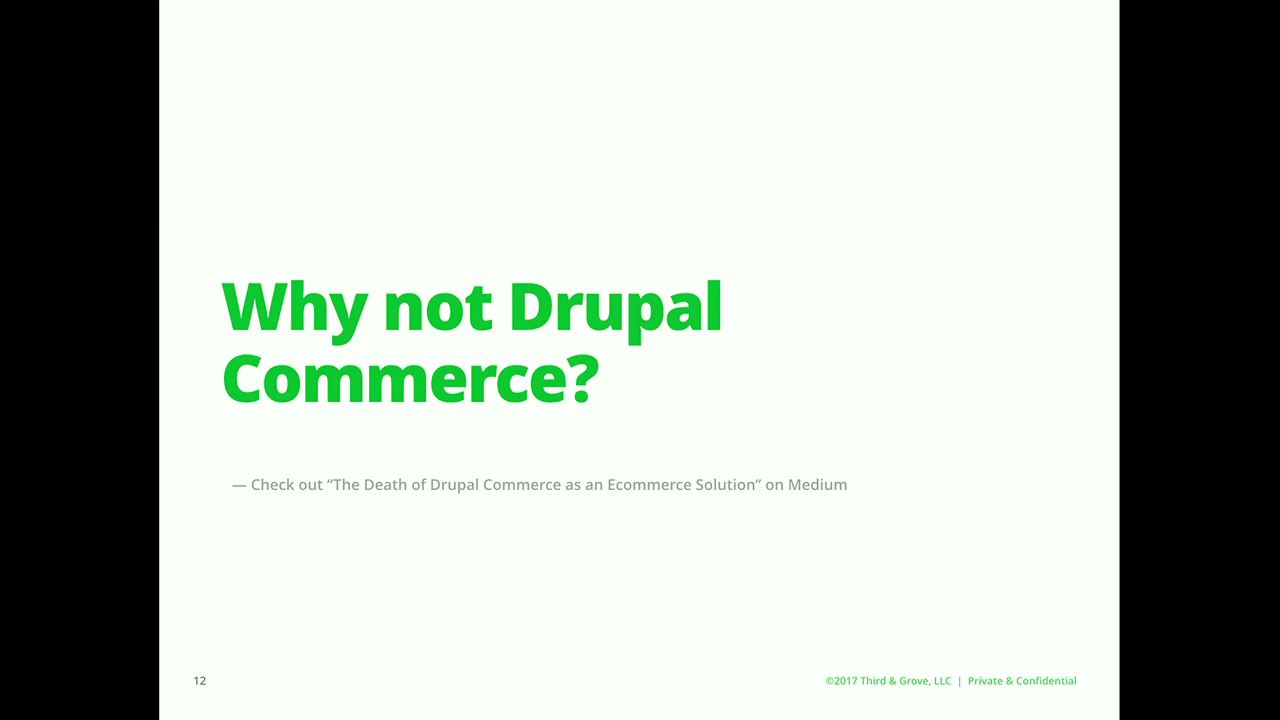 Why not Drupal
Commerce?
— Check out “The Death of Drupal Commerce as an Ecommerce Solution” on Medium
12
©2017 Third & Grove, LLC | Private & Confidential